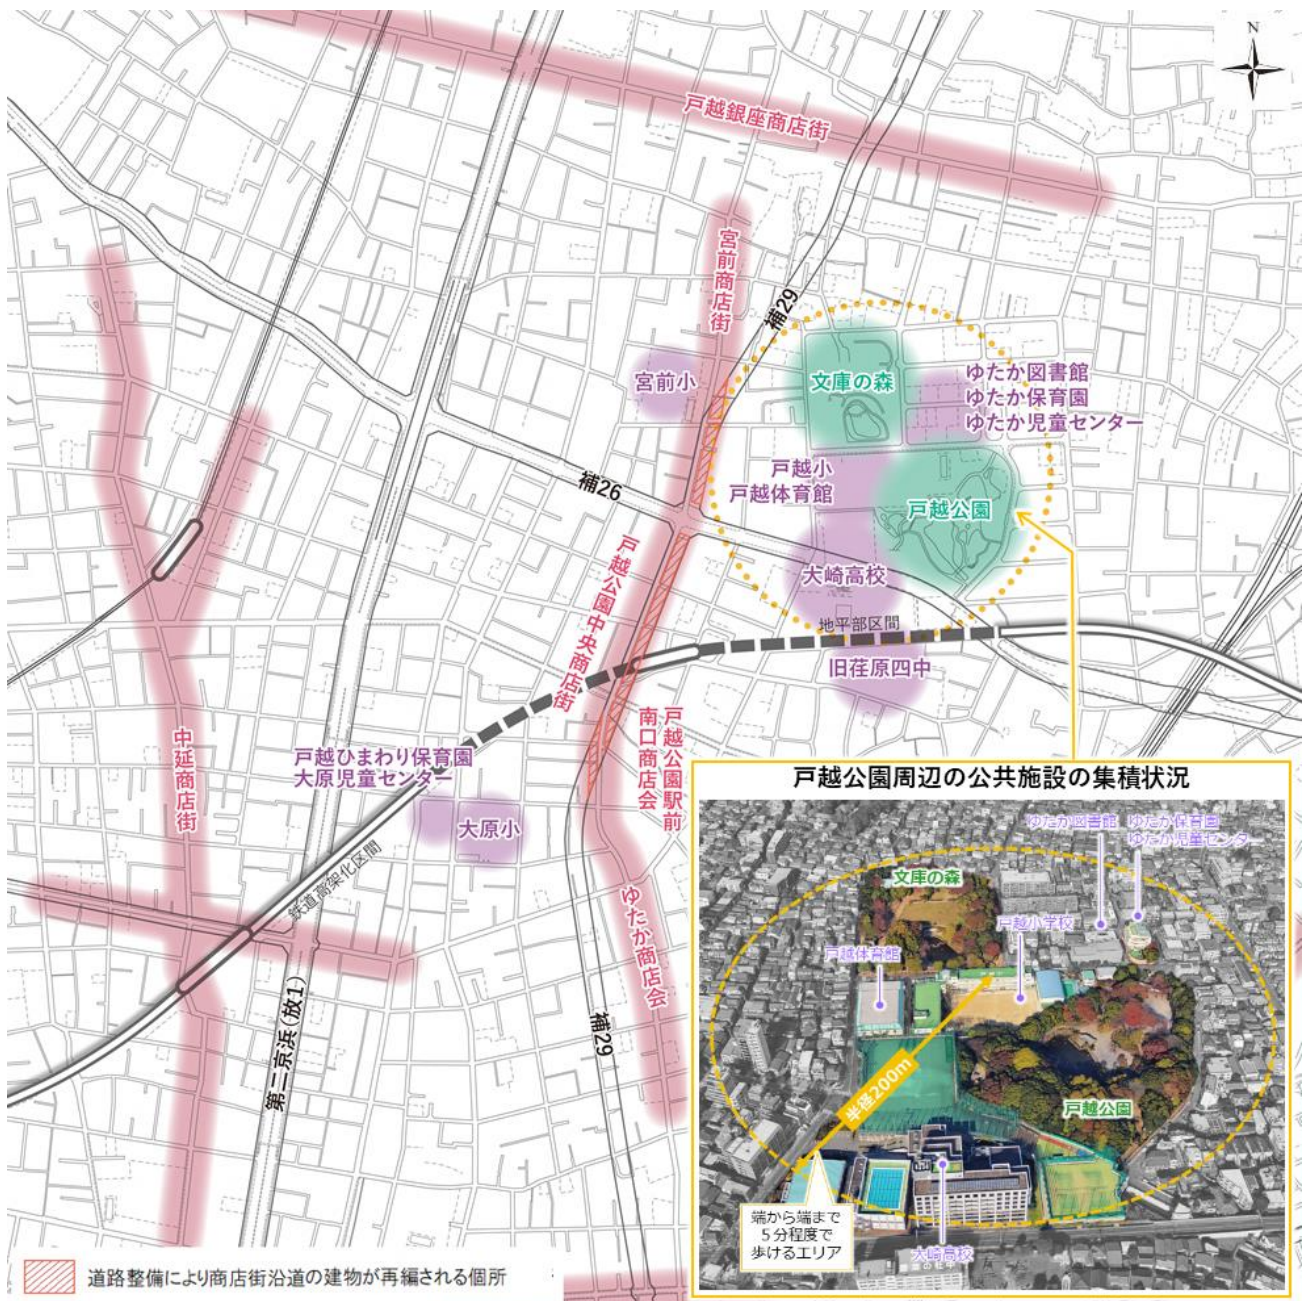 N
戸越銀座商店街
宮前商店街
補29
宮前小
文庫の森
ゆたか図書館
ゆたか保育園
ゆたか児童センター
補26
戸越小
戸越体育館
戸越公園
大崎高校
地平部区間
旧荏原四中
戸越公園中央商店街
戸越公園駅前
南口商店会
中延商店街
戸越ひまわり保育園
大原児童センター
大原小
鉄道高架化区間
ゆたか商店会
補29
第二京浜(放1)
道路整備により商店街沿道の建物が再編される個所
戸越公園周辺の公共施設の集積状況
ゆたか図書館
ゆたか保育園
ゆたか児童センター
文庫の森
戸越小学校
戸越体育館
半径200m
戸越公園
端から端まで
5分程度で
歩けるエリア
大崎高校